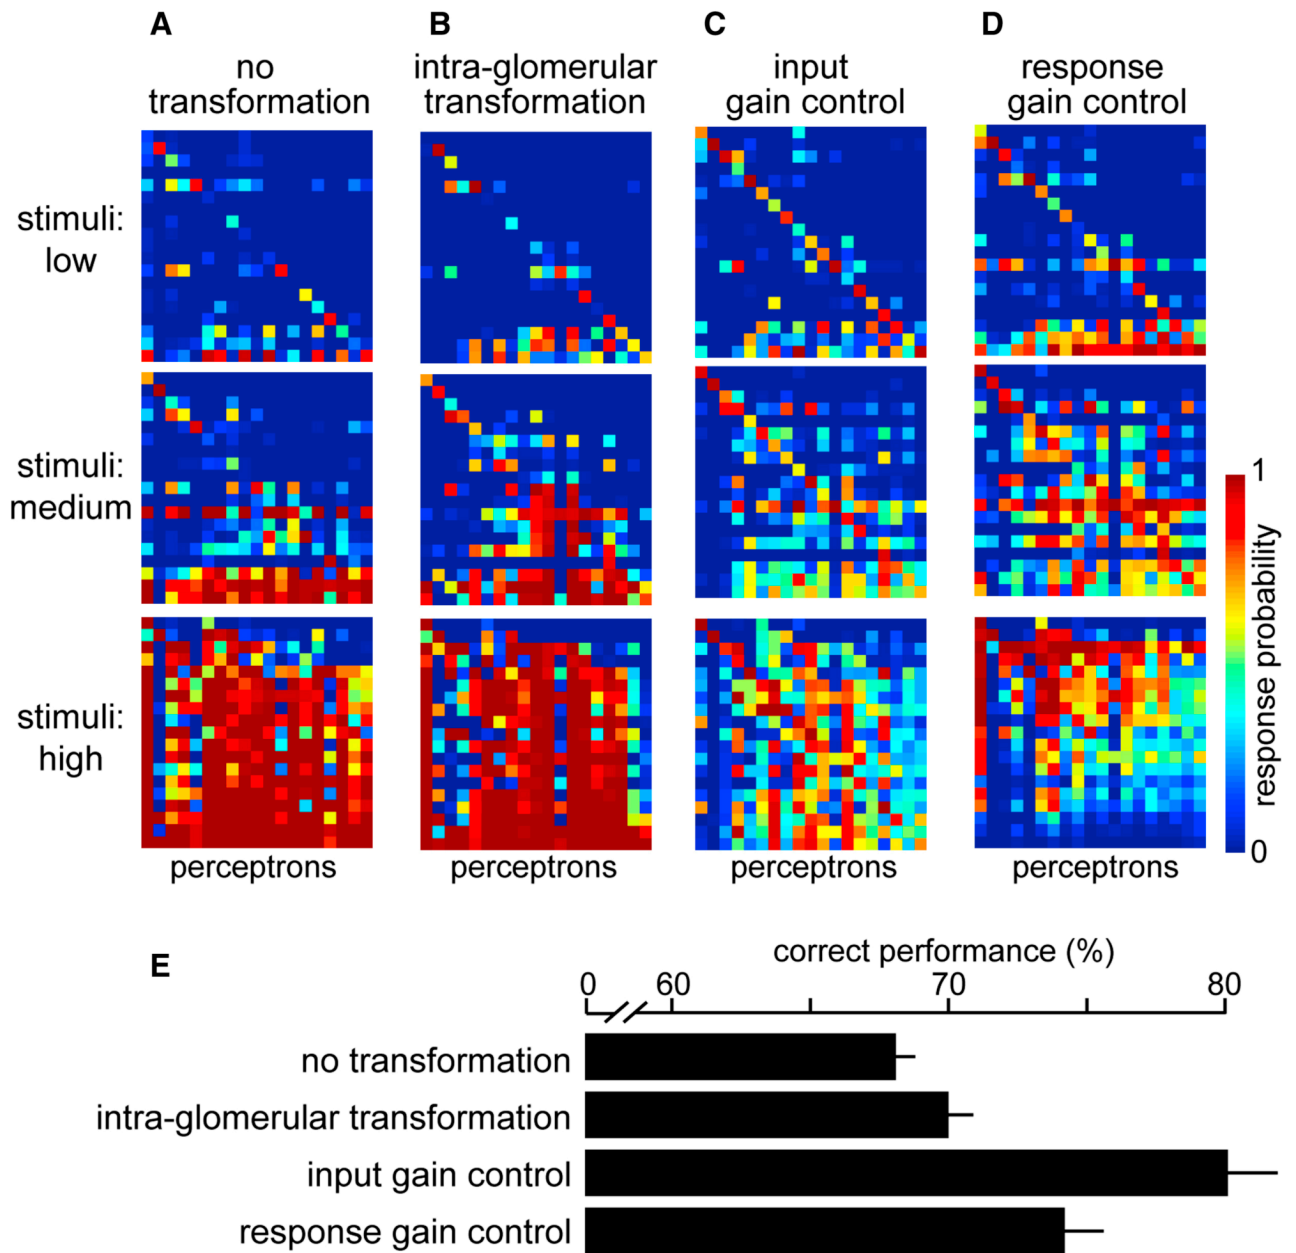 A
B
C
D
no
transformation
intra-glomerular
transformation
input
gain control
response
gain control
stimuli:
low
stimuli:
medium
stimuli:
high
1
response probability
0
perceptrons
perceptrons
perceptrons
perceptrons
E
correct performance (%)
0 60 70 80
no transformation
intra-glomerular transformation
input gain control
response gain control